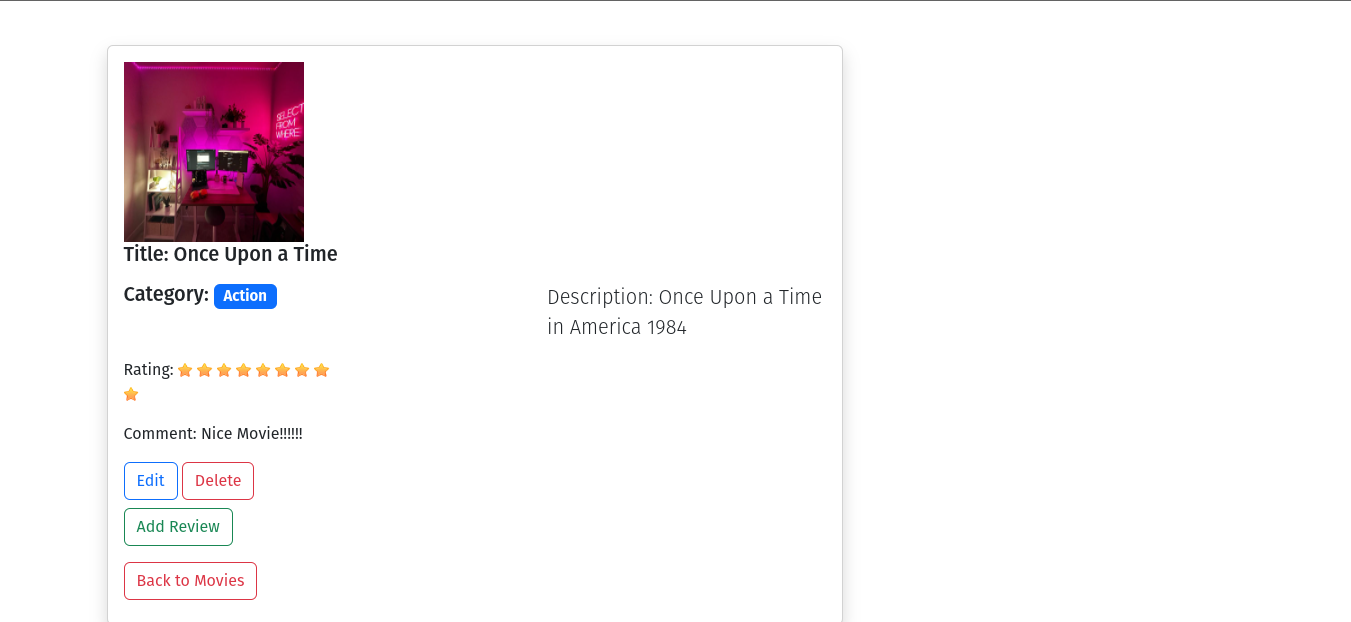 SELECT
FROM
WHERE
Title: Once Upon a Time
Category: Action
Description: Once Upon a Time
in America 1984
Rating:
Comment: Nice Movie!!!!!!
Edit Delete
Add Review
Back to Movies